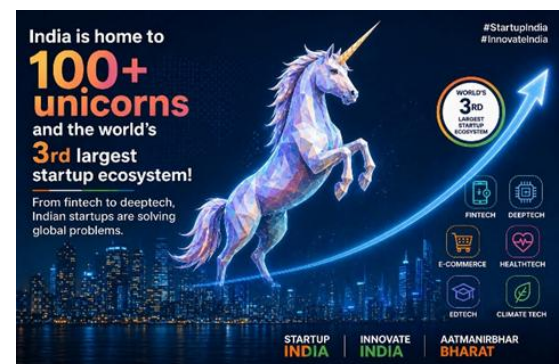 India is home to
100+
unicorns
and the world's
3rd largest
startup ecosystem!
From fintech to deeptech,
Indian startups are solving
global problems.
#StartupIndia
#InnovateIndia
WORLD'S
3RD
LARGEST
STARTUP
ECOSYSTEM
FINTECH
DEEPTECH
E-COMMERCE
HEALTHTECH
EDTECH
CLIMATE TECH
STARTUP
INDIA
INNOVATE
INDIA
AATMANIRBHAR
BHARAT